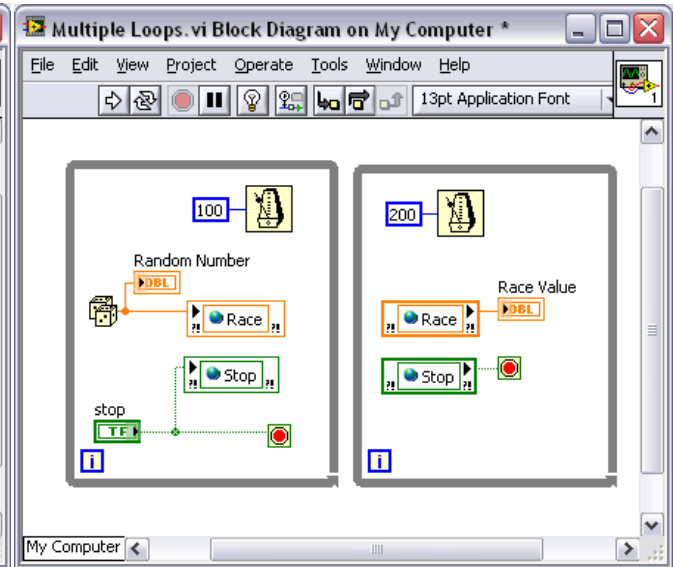 Multiple Loops.vi Block Diagram on My Computer *
File Edit View Project Operate Tools Window Help
13pt Application Font
1
100
Random Number
DBL
Race
?!
?!
Stop
?!
?!
stop
TF
i
200
Race Value
DBL
Race
?!
?!
Stop
?!
?!
i
My Computer